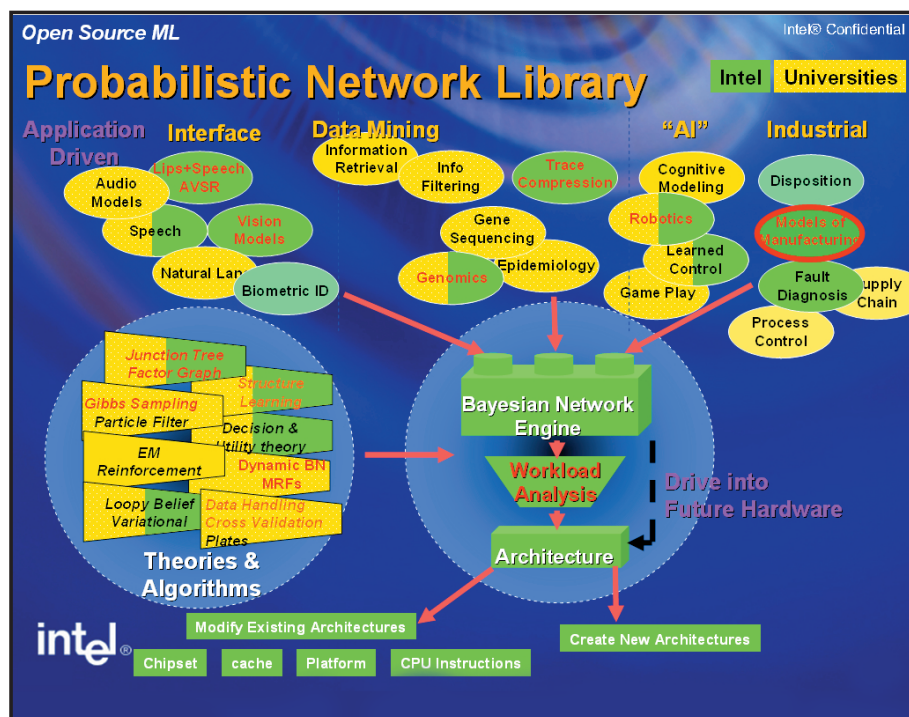 Open Source ML
Intel® Confidential
Probabilistic Network Library
Intel
Universities
Application
Driven
Interface
Data Mining
"AI"
Industrial
Audio
Models
Lips+Speech
AVSR
Speech
Vision
Models
Natural Lan
Biometric ID
Information
Retrieval
Info
Filtering
Trace
Compression
Gene
Sequencing
Genomics
Epidemiology
Cognitive
Modeling
Robotics
Learned
Control
Game Play
Disposition
Models of
Manufacturing
Fault
Diagnosis
upply
Chain
Process
Control
Junction Tree
Factor Graph
Structure
Learning
Gibbs Sampling
Particle Filter
Decision &
Utility theory
EM
Reinforcement
Dynamic BN
MRFs
Loopy Belief
Variational
Data Handling
Cross Validation
Plates
Theories &
Algorithms
Bayesian Network
Engine
Workload
Analysis
Architecture
Drive into
Future Hardware
Modify Existing Architectures
Create New Architectures
Chipset
cache
Platform
CPU Instructions
intel®